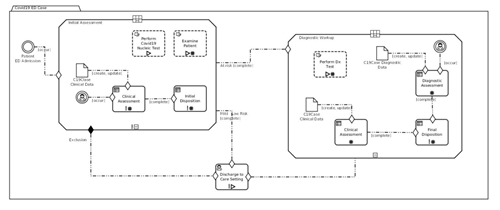 Covid19 ED Case
Initial Assessment
Perform
Covid19
Nucleic Test
Examine
Patient
Diagnostic Workup
Patient
ED Admission
(occur)
C19Case
Clinical Data
(create, update)
(occur)
Clinical
Assessment
(complete)
Initial
Disposition
(complete)
Perform Dx
Test
C19Case Diagnostic
Data
(create, update)
(occur)
Diagnostic
Assessment
(complete)
C19Case
Clinical Data
(create, update)
Clinical
Assessment
(complete)
Final
Disposition
Low Risk
(complete)
Exclusion
Discharge to
Care Setting